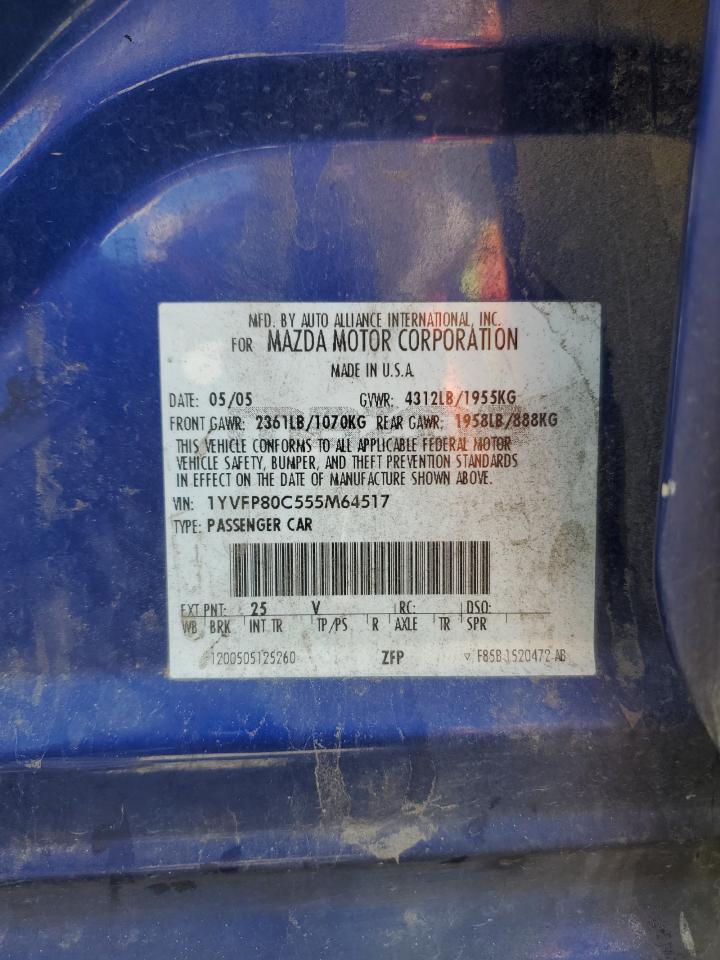 MFD. BY AUTO ALLIANCE INTERNATIONAL, INC.
FOR MAZDA MOTOR CORPORATION
MADE IN U.S.A.
DATE: 05/05 GVWR: 4312LB/1955KG
FRONT GAWR: 2361LB/1070KG REAR GAWR: 1958LB/888KG
THIS VEHICLE CONFORMS TO ALL APPLICABLE FEDERAL MOTOR
VEHICLE SAFETY, BUMPER, AND THEFT PREVENTION STANDARDS
IN EFFECT ON THE DATE OF MANUFACTURE SHOWN ABOVE.
VIN: 1YVFP80C555M64517
TYPE: PASSENGER CAR
EXT PNT: 25 V RC: DSO:
WB BRK INT TR TP/PS R AXLE TR SPR
1200505125260 ZFP ▽ F85B 1520472 AB